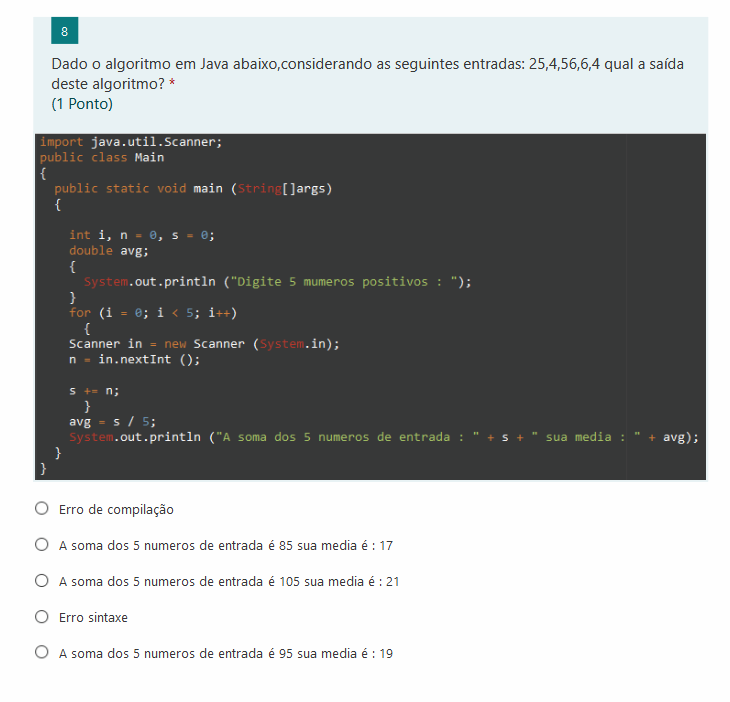 8
Dado o algoritmo em Java abaixo,considerando as seguintes entradas: 25,4,56,6,4 qual a saída
deste algoritmo? *
(1 Ponto)
import java.util.Scanner;
public class Main
{
public static void main (String[]args)
{
int i, n = 0, s = 0;
double avg;
{
System.out.println ("Digite 5 mumeros positivos : ");
}
for (i = 0; i < 5; i++)
{
Scanner in = new Scanner (System.in);
n = in.nextInt ();
s += n;
}
avg = s / 5;
System.out.println ("A soma dos 5 numeros de entrada : " + s + " sua media : " + avg);
}
}
Erro de compilação
A soma dos 5 numeros de entrada é 85 sua media é : 17
A soma dos 5 numeros de entrada é 105 sua media é : 21
Erro sintaxe
A soma dos 5 numeros de entrada é 95 sua media é : 19